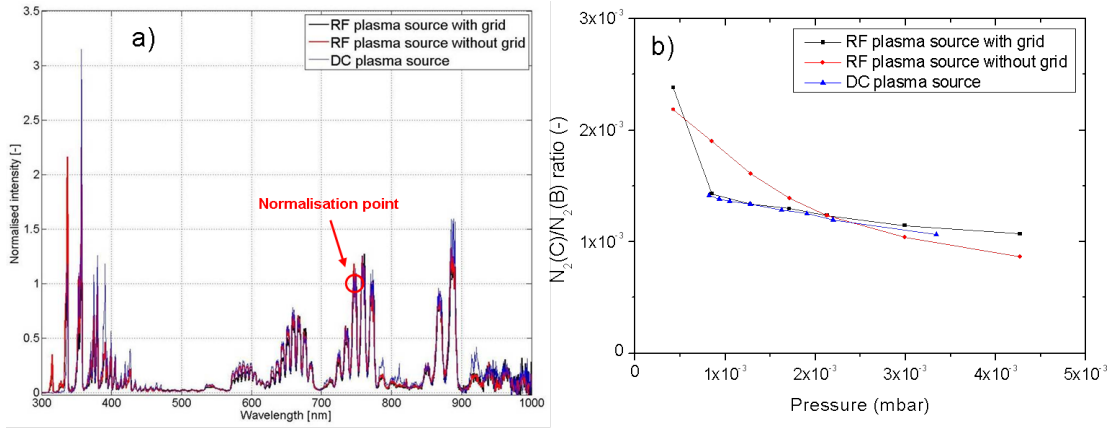 a)
RF plasma source with grid
RF plasma source without grid
DC plasma source
Normalisation point
Normalised intensity [-]
3.5
3
2.5
2
1.5
1
0.5
0
300 400 500 600 700 800 900 1000
Wavelength [nm]
b)
RF plasma source with grid
RF plasma source without grid
DC plasma source
N₂(C)/N₂(B) ratio (-)
3x10⁻³
2x10⁻³
1x10⁻³
0
0 1x10⁻³ 2x10⁻³ 3x10⁻³ 4x10⁻³ 5x10⁻³
Pressure (mbar)